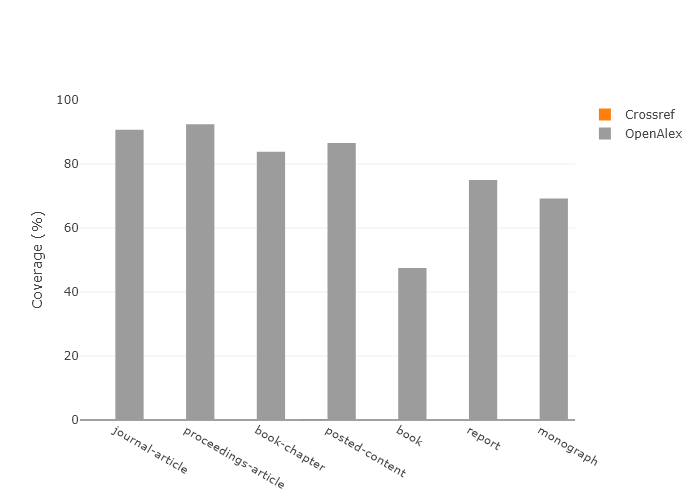 100
80
60
40
20
0
Coverage (%)
journal-article
proceedings-article
book-chapter
posted-content
book
report
monograph
Crossref
OpenAlex